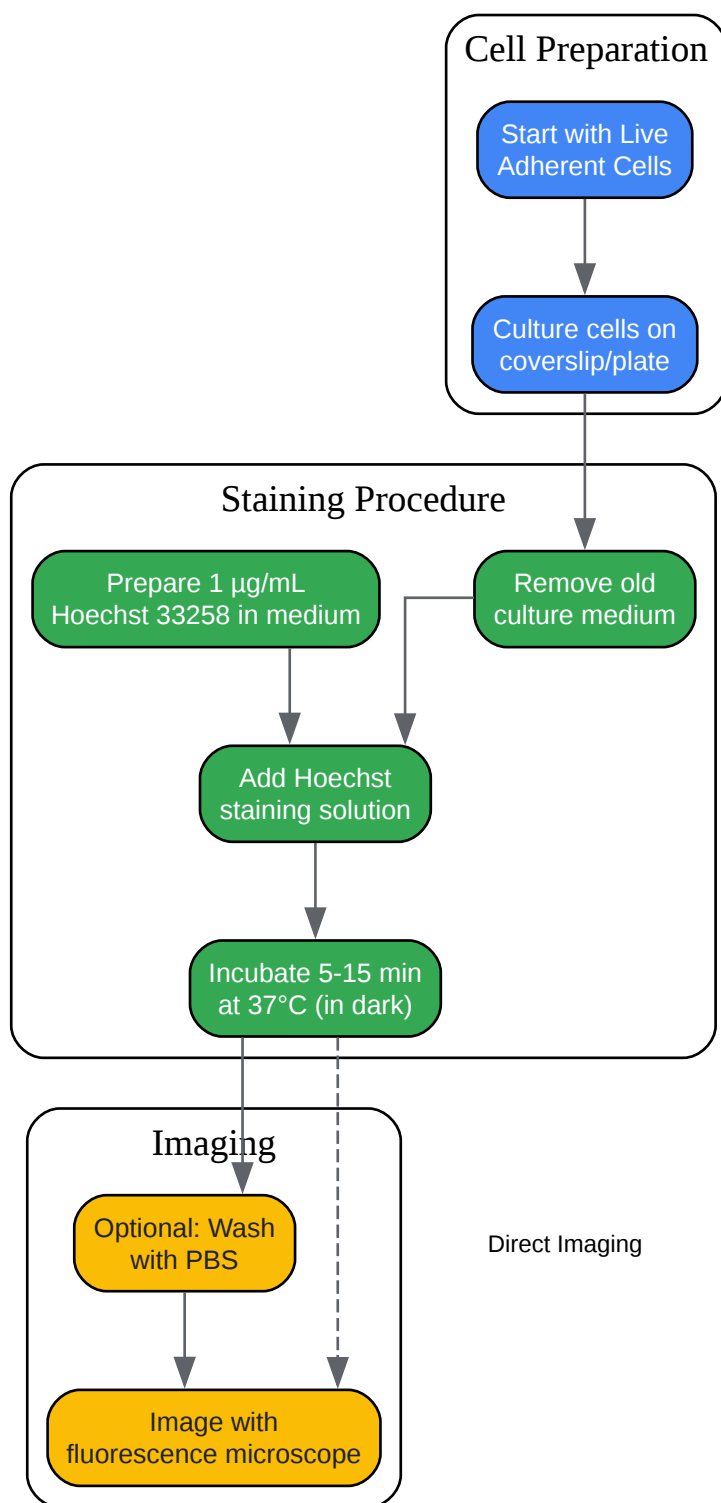 Cell Preparation
Start with Live
Adherent Cells
Culture cells on
coverslip/plate
Staining Procedure
Prepare 1 µg/mL
Hoechst 33258 in medium
Remove old
culture medium
Add Hoechst
staining solution
Incubate 5-15 min
at 37°C (in dark)
Imaging
Optional: Wash
with PBS
Direct Imaging
Image with
fluorescence microscope